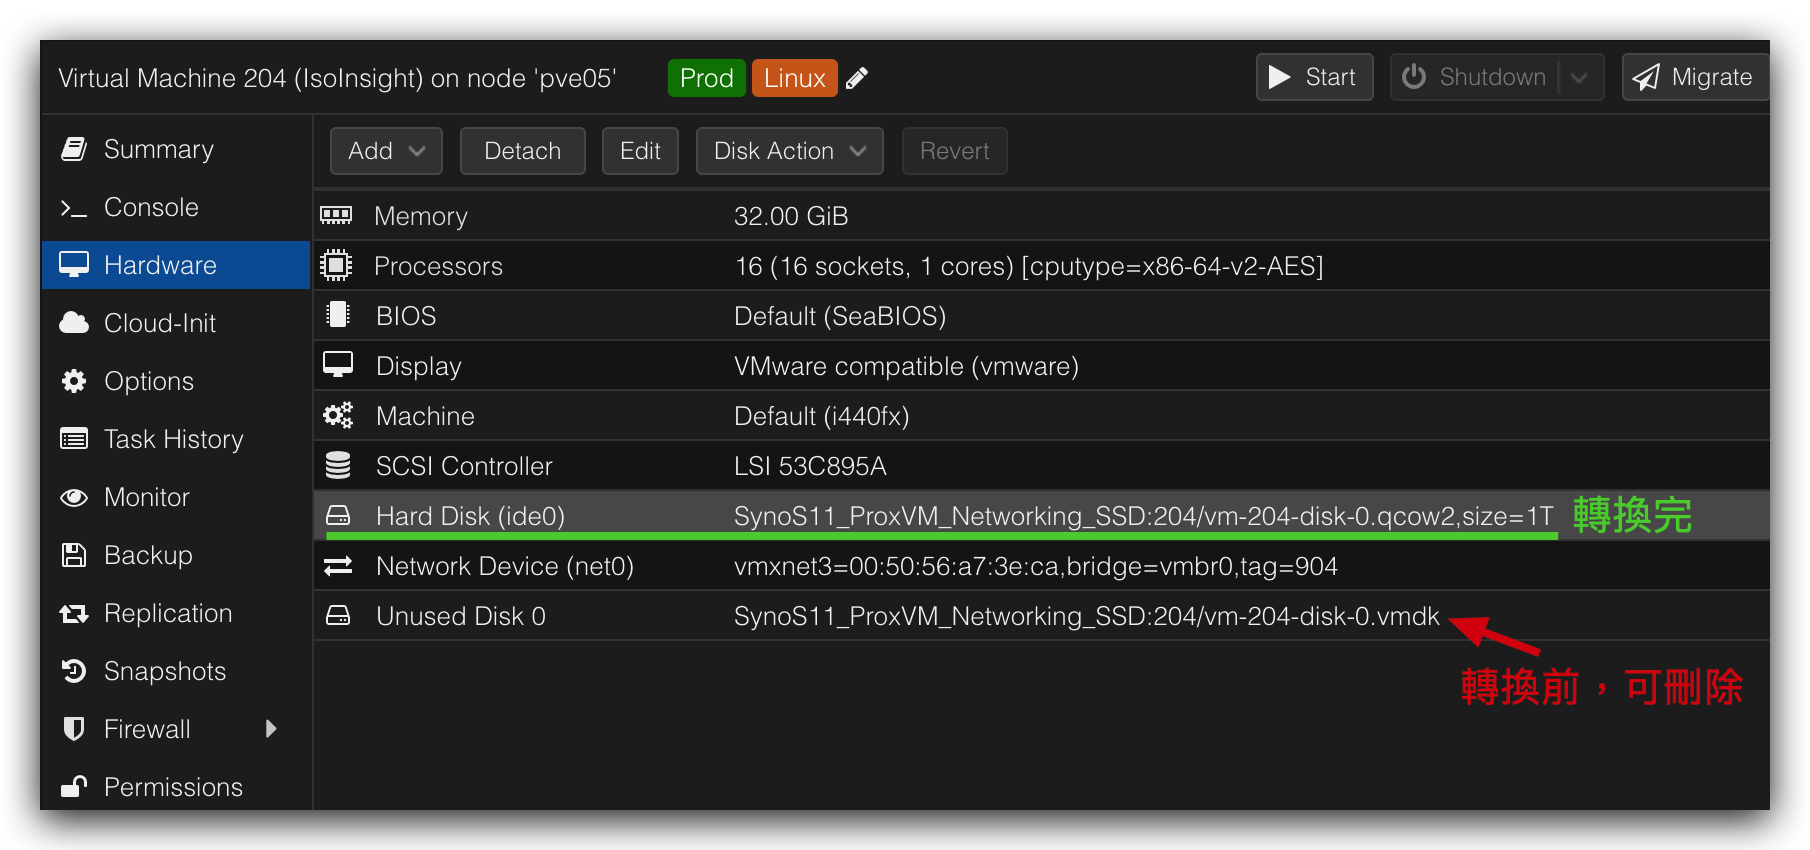 Virtual Machine 204 (IsoInsight) on node 'pve05' Prod Linux Start Shutdown Migrate
Summary
Console
Hardware
Cloud-Init
Options
Task History
Monitor
Backup
Replication
Snapshots
Firewall
Permissions
Add Detach Edit Disk Action Revert
Memory 32.00 GiB
Processors 16 (16 sockets, 1 cores) [cputype=x86-64-v2-AES]
BIOS Default (SeaBIOS)
Display VMware compatible (vmware)
Machine Default (i440fx)
SCSI Controller LSI 53C895A
Hard Disk (ide0) SynoS11_ProxVM_Networking_SSD:204/vm-204-disk-0.qcow2,size=1T 轉換完
Network Device (net0) vmxnet3=00:50:56:a7:3e:ca,bridge=vmbr0,tag=904
Unused Disk 0 SynoS11_ProxVM_Networking_SSD:204/vm-204-disk-0.vmdk
轉換前，可刪除